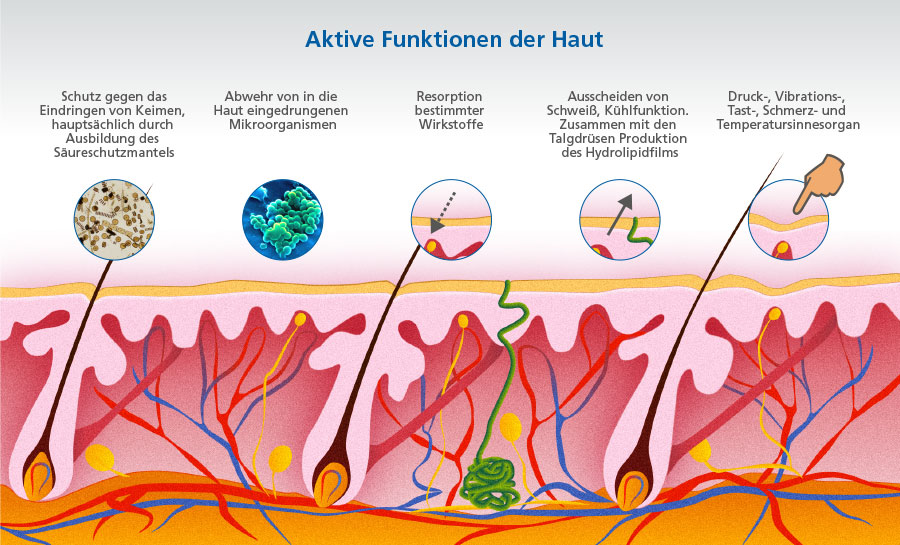 Aktive Funktionen der Haut
Schutz gegen das
Eindringen von Keimen,
hauptsächlich durch
Ausbildung des
Säureschutzmantels
Abwehr von in die
Haut eingedrungenen
Mikroorganismen
Resorption
bestimmter
Wirkstoffe
Ausscheiden von
Schweiß, Kühlfunktion.
Zusammen mit den
Talgdrüsen Produktion
des Hydrolipidfilms
Druck-, Vibrations-,
Tast-, Schmerz- und
Temperatursinnesorgan